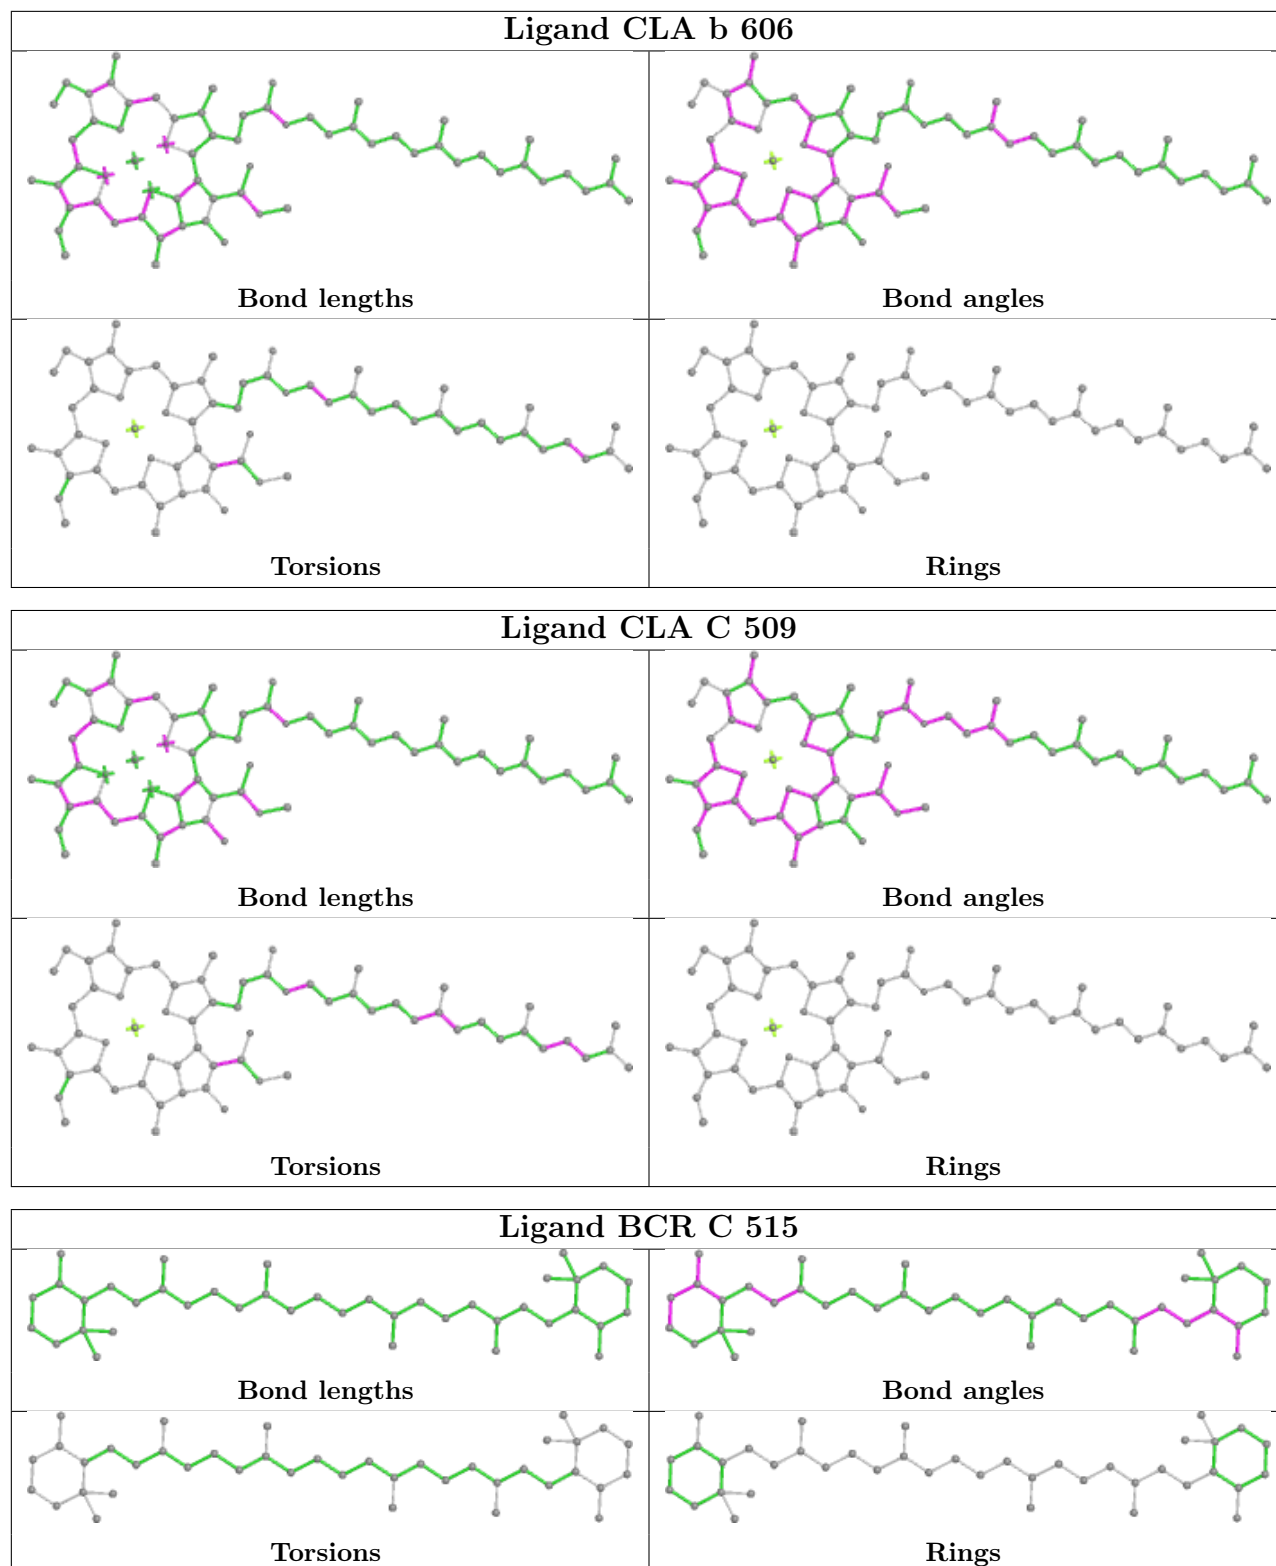 Ligand CLA b 606
Bond lengths
Bond angles
Torsions
Rings
Ligand CLA C 509
Bond lengths
Bond angles
Torsions
Rings
Ligand BCR C 515
Bond lengths
Bond angles
Torsions
Rings